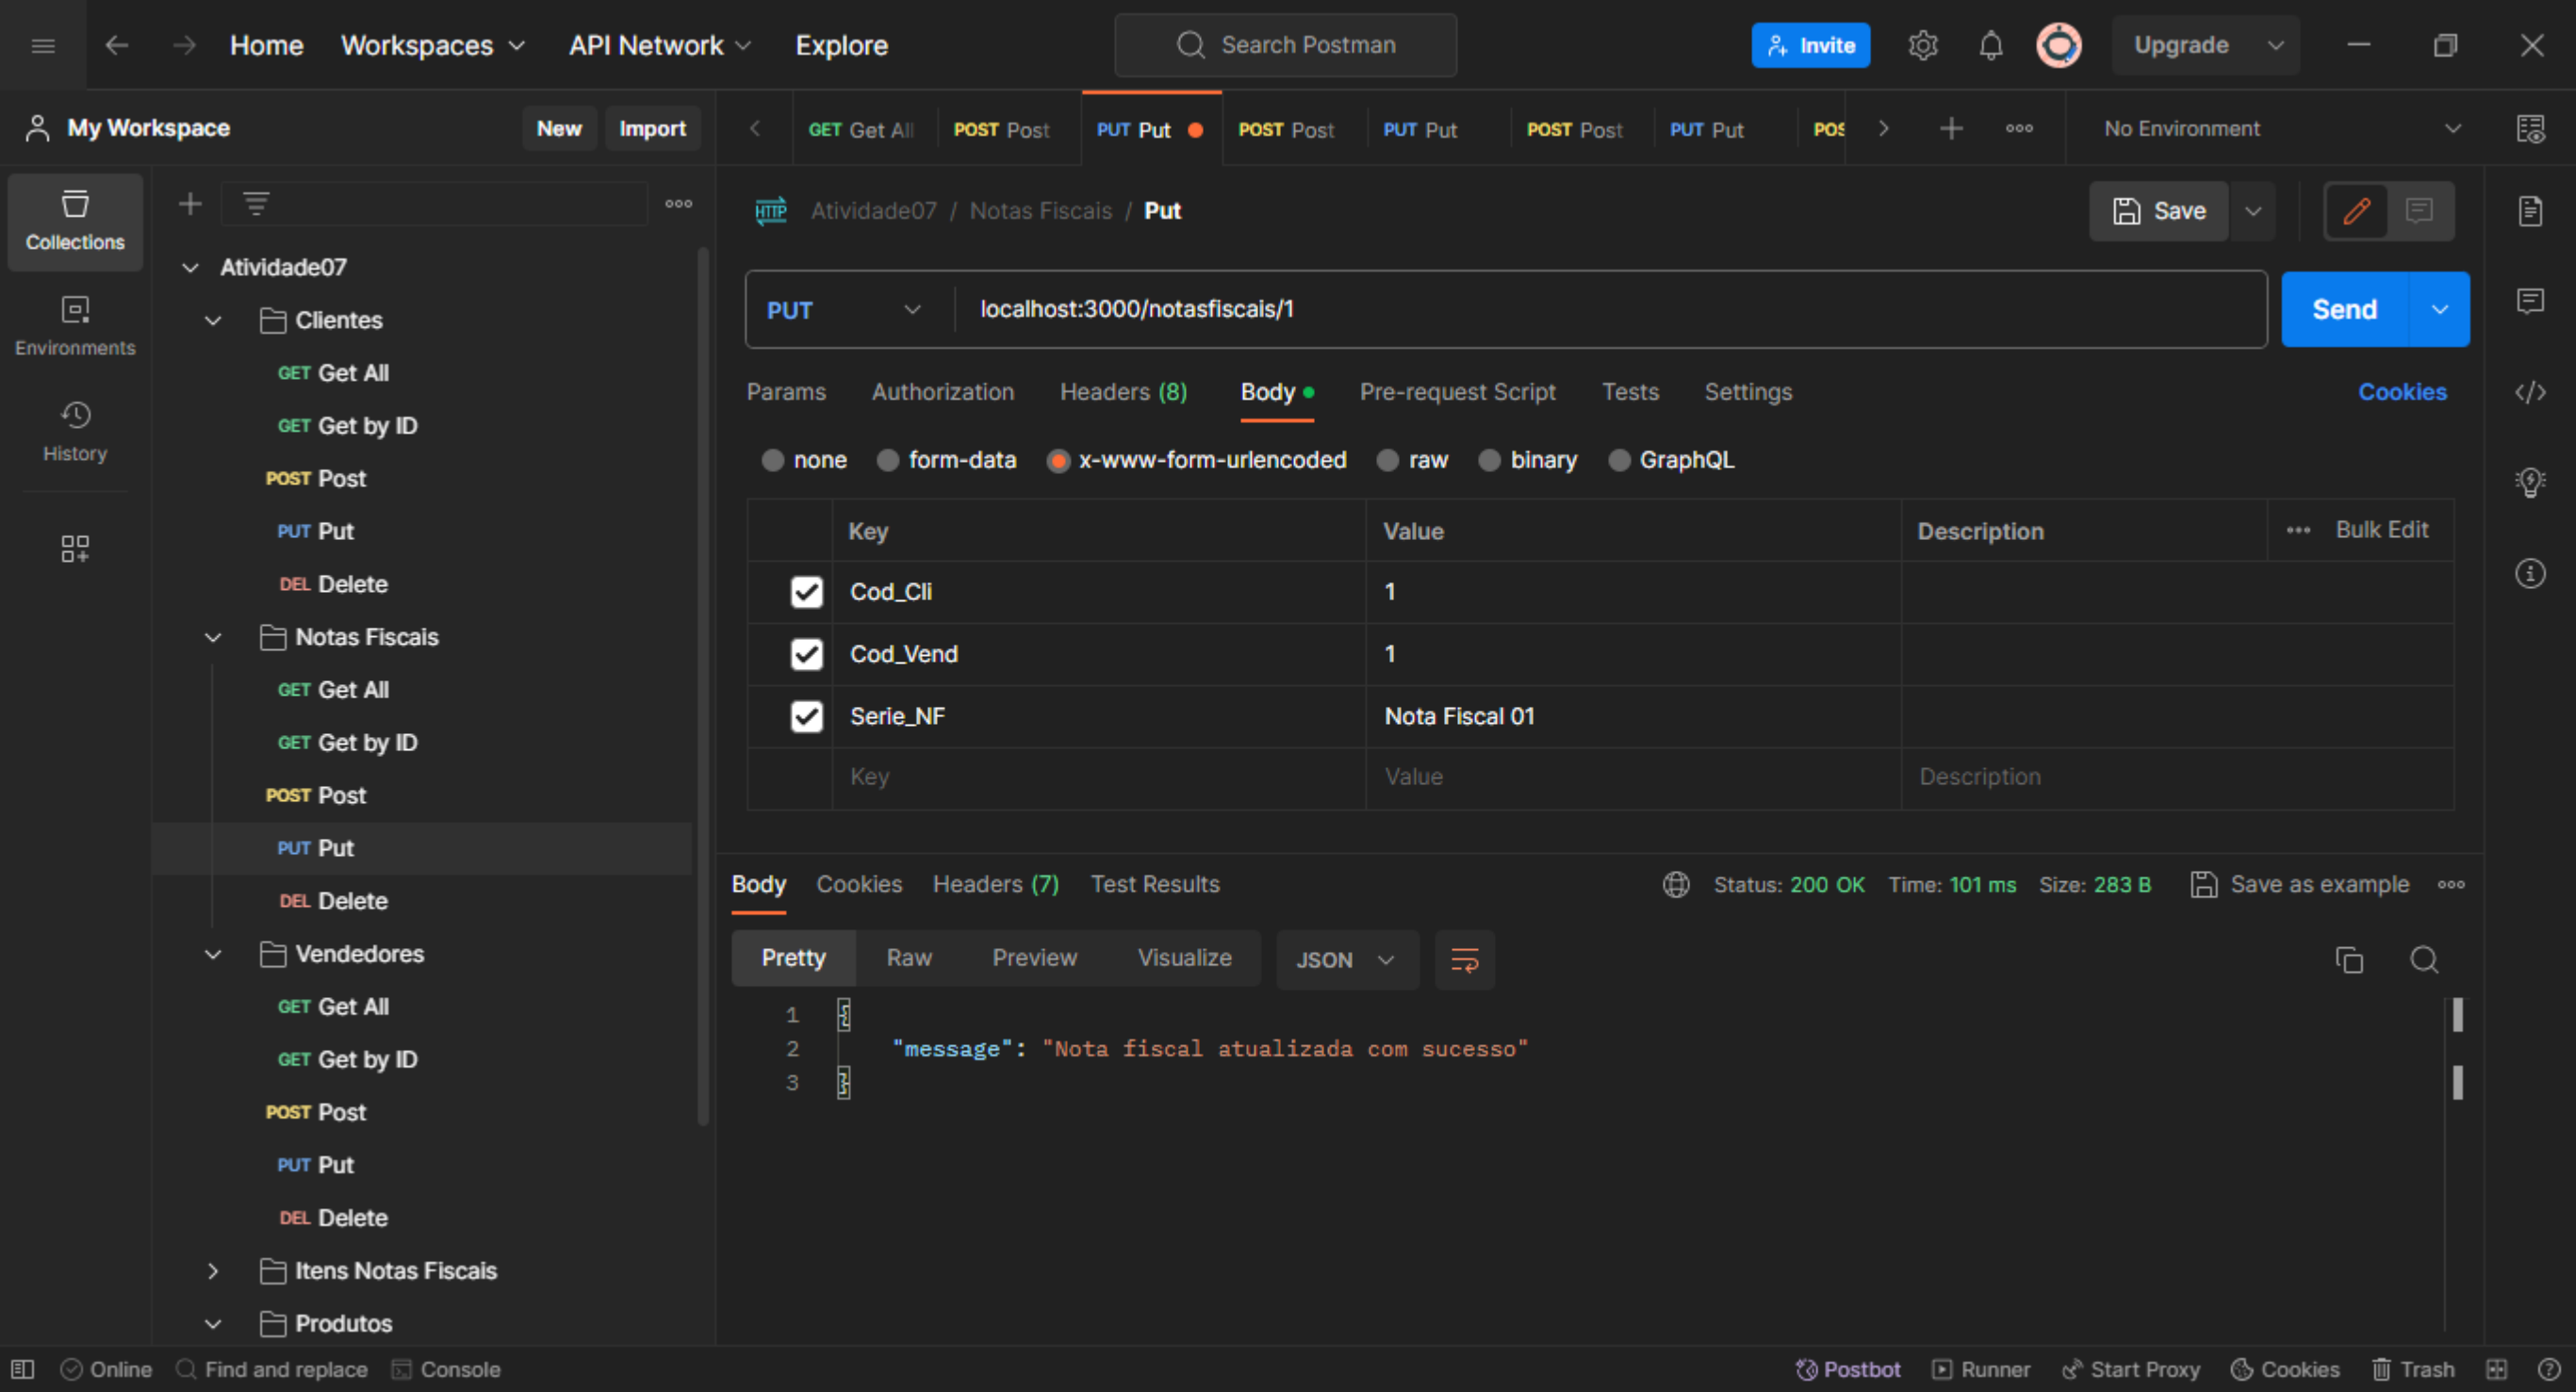 Home Workspaces API Network Explore Search Postman Invite Upgrade
My Workspace New Import
GET Get All POST Post PUT Put POST Post PUT Put POST Post PUT Put POS No Environment
Collections
Environments
History
Atividade07
Clientes
GET Get All
GET Get by ID
POST Post
PUT Put
DEL Delete
Notas Fiscais
GET Get All
GET Get by ID
POST Post
PUT Put
DEL Delete
Vendedores
GET Get All
GET Get by ID
POST Post
PUT Put
DEL Delete
Itens Notas Fiscais
Produtos
HTTP Atividade07 / Notas Fiscais / Put Save
PUT localhost:3000/notasfiscais/1 Send
Params Authorization Headers (8) Body Pre-request Script Tests Settings Cookies
none form-data x-www-form-urlencoded raw binary GraphQL
Key Value Description Bulk Edit
Cod_Cli 1
Cod_Vend 1
Serie_NF Nota Fiscal 01
Key Value Description
Body Cookies Headers (7) Test Results Status: 200 OK Time: 101 ms Size: 283 B Save as example
Pretty Raw Preview Visualize JSON
1 {
2 "message": "Nota fiscal atualizada com sucesso"
3 }
Online Find and replace Console Postbot Runner Start Proxy Cookies Trash